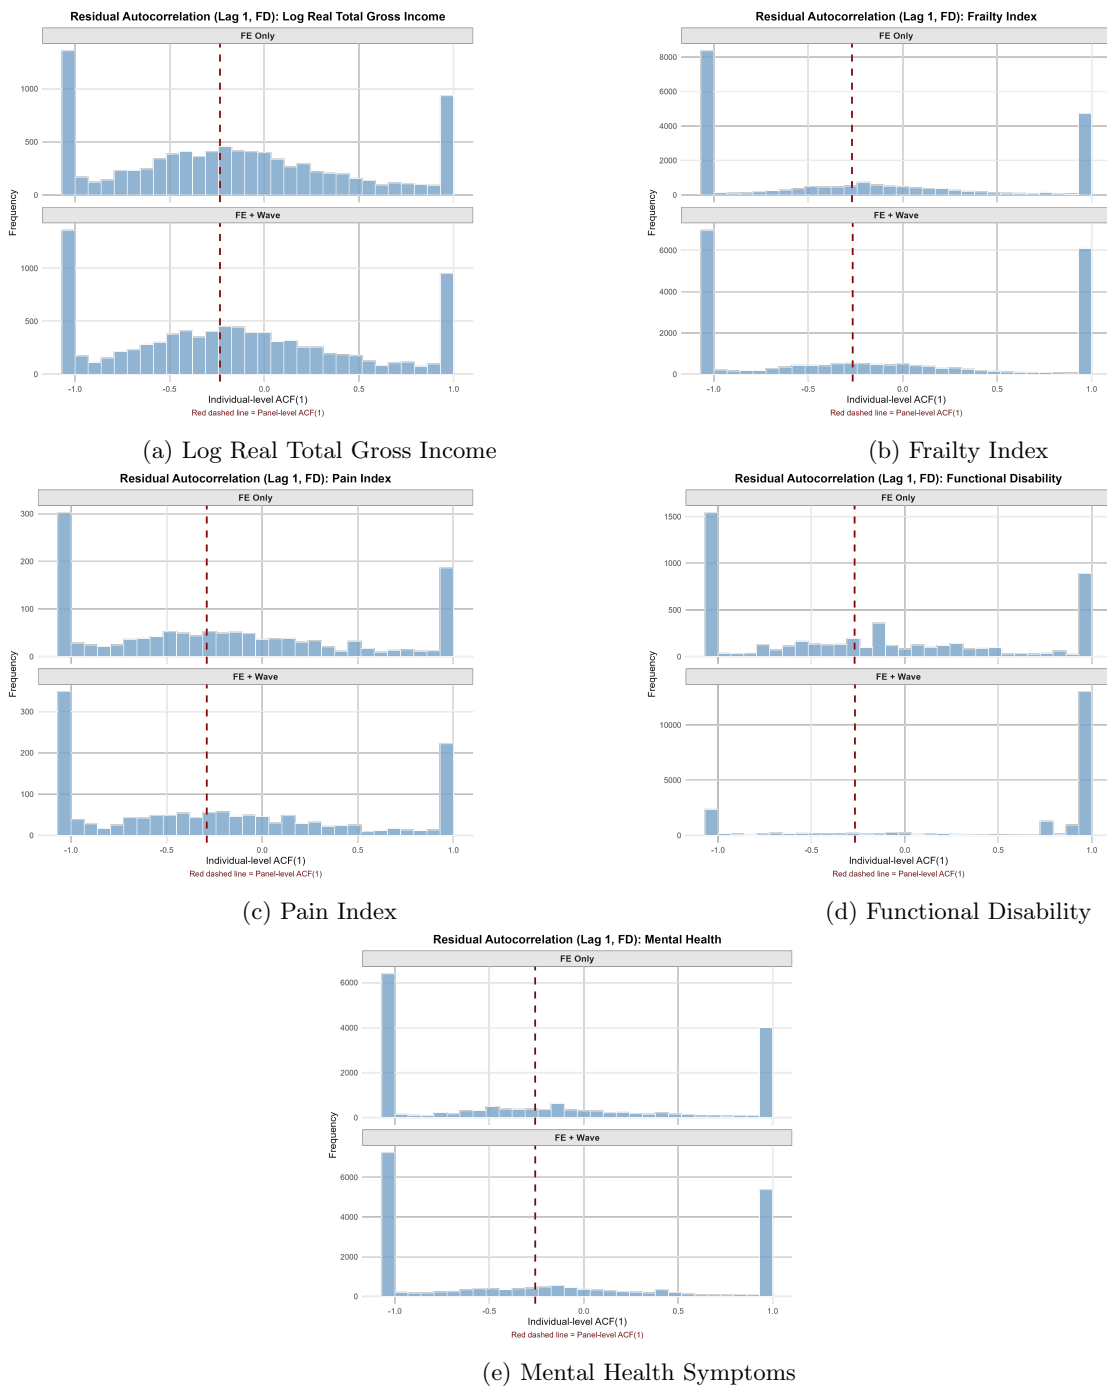 Residual Autocorrelation (Lag 1, FD): Log Real Total Gross Income
FE Only
1000
500
0
Frequency
FE + Wave
1000
500
0
-1.0 -0.5 0.0 0.5 1.0
Individual-level ACF(1)
Red dashed line = Panel-level ACF(1)
(a) Log Real Total Gross Income
Residual Autocorrelation (Lag 1, FD): Frailty Index
FE Only
8000
6000
4000
2000
0
Frequency
FE + Wave
6000
4000
2000
0
-1.0 -0.5 0.0 0.5 1.0
Individual-level ACF(1)
Red dashed line = Panel-level ACF(1)
(b) Frailty Index
Residual Autocorrelation (Lag 1, FD): Pain Index
FE Only
300
200
100
0
Frequency
FE + Wave
300
200
100
0
-1.0 -0.5 0.0 0.5 1.0
Individual-level ACF(1)
Red dashed line = Panel-level ACF(1)
(c) Pain Index
Residual Autocorrelation (Lag 1, FD): Functional Disability
FE Only
1500
1000
500
0
Frequency
FE + Wave
10000
5000
0
-1.0 -0.5 0.0 0.5 1.0
Individual-level ACF(1)
Red dashed line = Panel-level ACF(1)
(d) Functional Disability
Residual Autocorrelation (Lag 1, FD): Mental Health
FE Only
6000
4000
2000
0
Frequency
FE + Wave
6000
4000
2000
0
-1.0 -0.5 0.0 0.5 1.0
Individual-level ACF(1)
Red dashed line = Panel-level ACF(1)
(e) Mental Health Symptoms